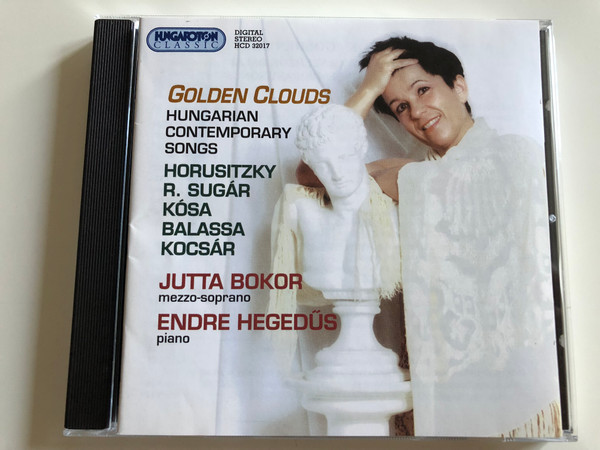 HUNGAROTON
CLASSIC
DIGITAL
STEREO
HCD 32017
GOLDEN CLOUDS
HUNGARIAN
CONTEMPORARY
SONGS
HORUSITZKY
R. SUGÁR
KÓSA
BALASSA
KOCSÁR
JUTTA BOKOR
mezzo-soprano
ENDRE HEGEDŰS
piano